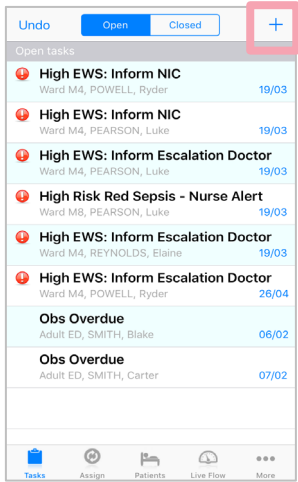 Undo Open Closed +
Open tasks
High EWS: Inform NIC
Ward M4, POWELL, Ryder 19/03
High EWS: Inform NIC
Ward M4, PEARSON, Luke 19/03
High EWS: Inform Escalation Doctor
Ward M4, PEARSON, Luke 19/03
High Risk Red Sepsis - Nurse Alert
Ward M8, PEARSON, Luke 19/03
High EWS: Inform Escalation Doctor
Ward M4, REYNOLDS, Elaine 19/03
High EWS: Inform Escalation Doctor
Ward M4, POWELL, Ryder 26/04
Obs Overdue
Adult ED, SMITH, Blake 06/02
Obs Overdue
Adult ED, SMITH, Carter 07/02
Tasks Assign Patients Live Flow More